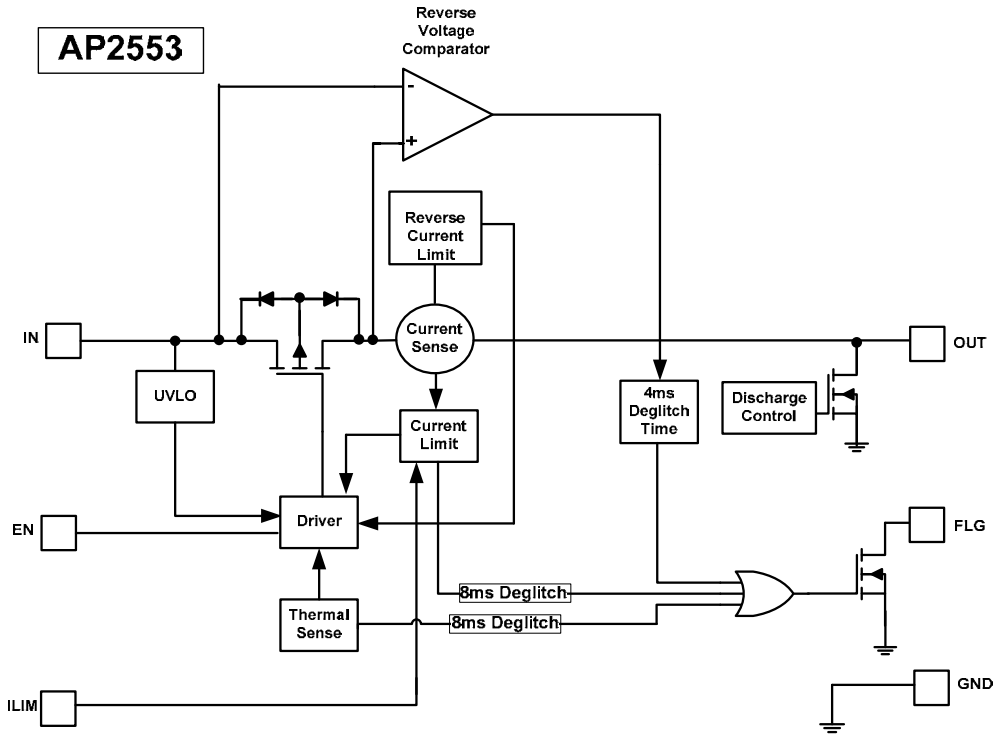 AP2553
Reverse
Voltage
Comparator
-
+
Reverse
Current
Limit
IN
Current
Sense
OUT
UVLO
4ms
Deglitch
Time
Discharge
Control
Current
Limit
Driver
EN
FLG
8ms Deglitch
Thermal
Sense
8ms Deglitch
GND
ILIM